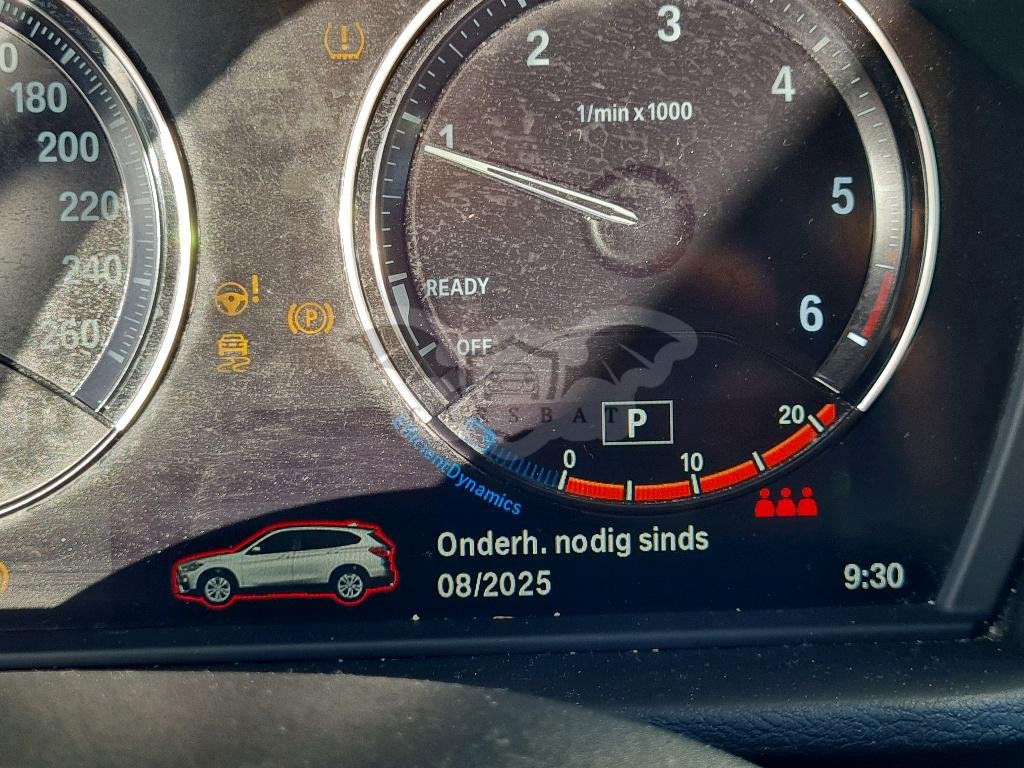 180
200
220
240
260
1
2
3
4
5
6
1/min x 1000
READY
OFF
CARSBAT
P
0
10
20
EfficientDynamics
Onderh. nodig sinds
08/2025
9:30
P